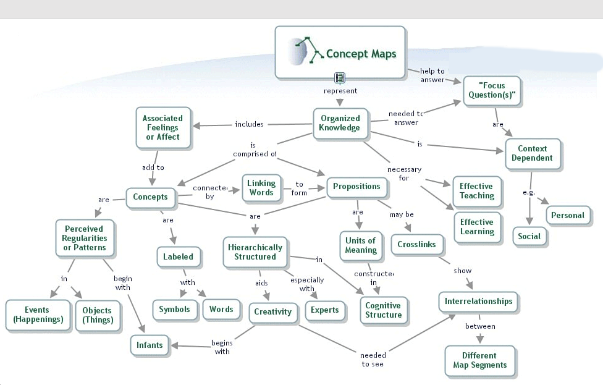 Concept Maps
help to
answer
represent
"Focus
Question(s)"
Associated
Feelings
or Affect
includes
Organized
Knowledge
needed to
answer
are
is
comprised of
is
Context
Dependent
add to
necessary
for
Concepts
connected
by
Linking
Words
to
form
Propositions
Effective
Teaching
e.g.
are
are
are
are
may be
Personal
Perceived
Regularities
or Patterns
Effective
Learning
Social
Labeled
Hierarchically
Structured
in
Units of
Meaning
Crosslinks
in
begin
with
with
aids
especially
with
constructed
in
show
Events
(Happenings)
Objects
(Things)
Symbols
Words
Creativity
Experts
Cognitive
Structure
Interrelationships
Infants
begins
with
needed
to see
between
Different
Map Segments